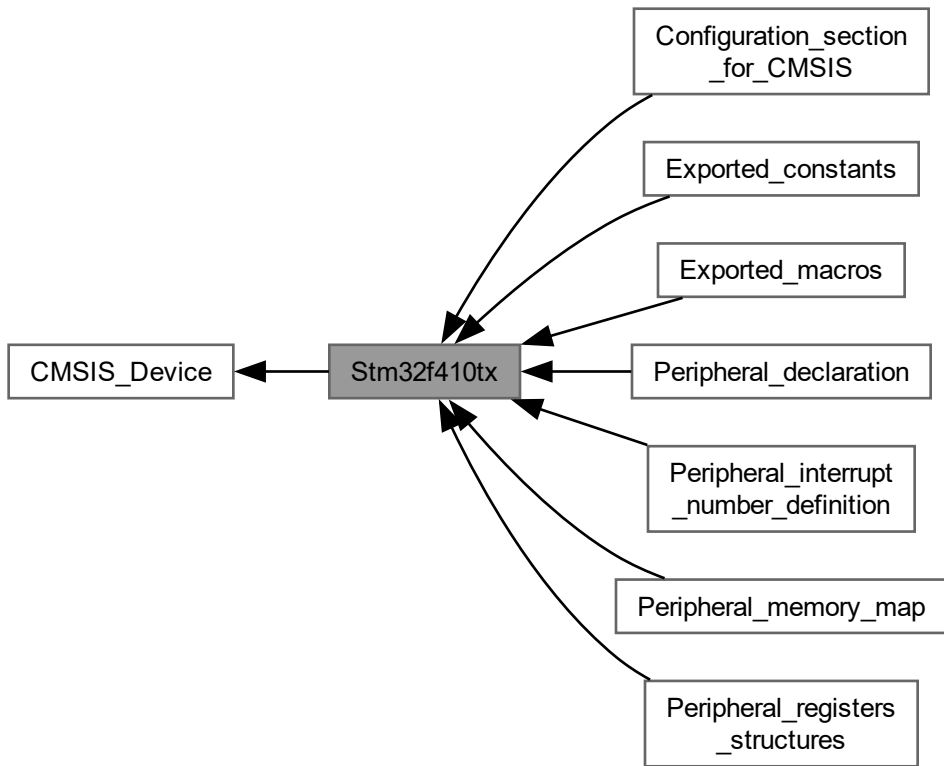 Configuration_section
_for_CMSIS
Exported_constants
Exported_macros
CMSIS_Device
Stm32f410tx
Peripheral_declaration
Peripheral_interrupt
_number_definition
Peripheral_memory_map
Peripheral_registers
_structures